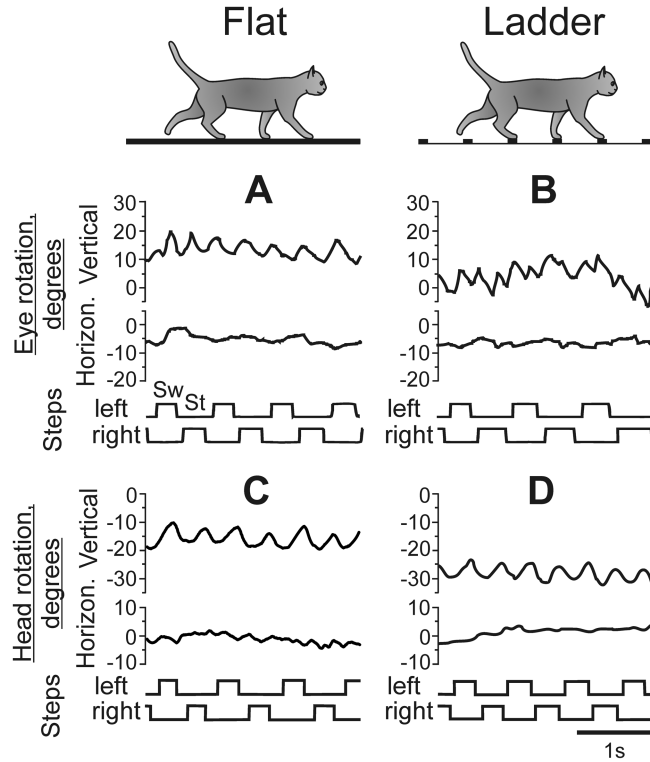 Flat Ladder
A B
Eye rotation,
degrees
Vertical
30 30
20 20
10 10
0 0
Horizon.
0 0
-10 -10
-20 -20
Steps
Sw St
left left
right right
C D
Head rotation,
degrees
Vertical
0 0
-10 -10
-20 -20
-30 -30
Horizon.
10 10
0 0
-10 -10
Steps
left left
right right
1s